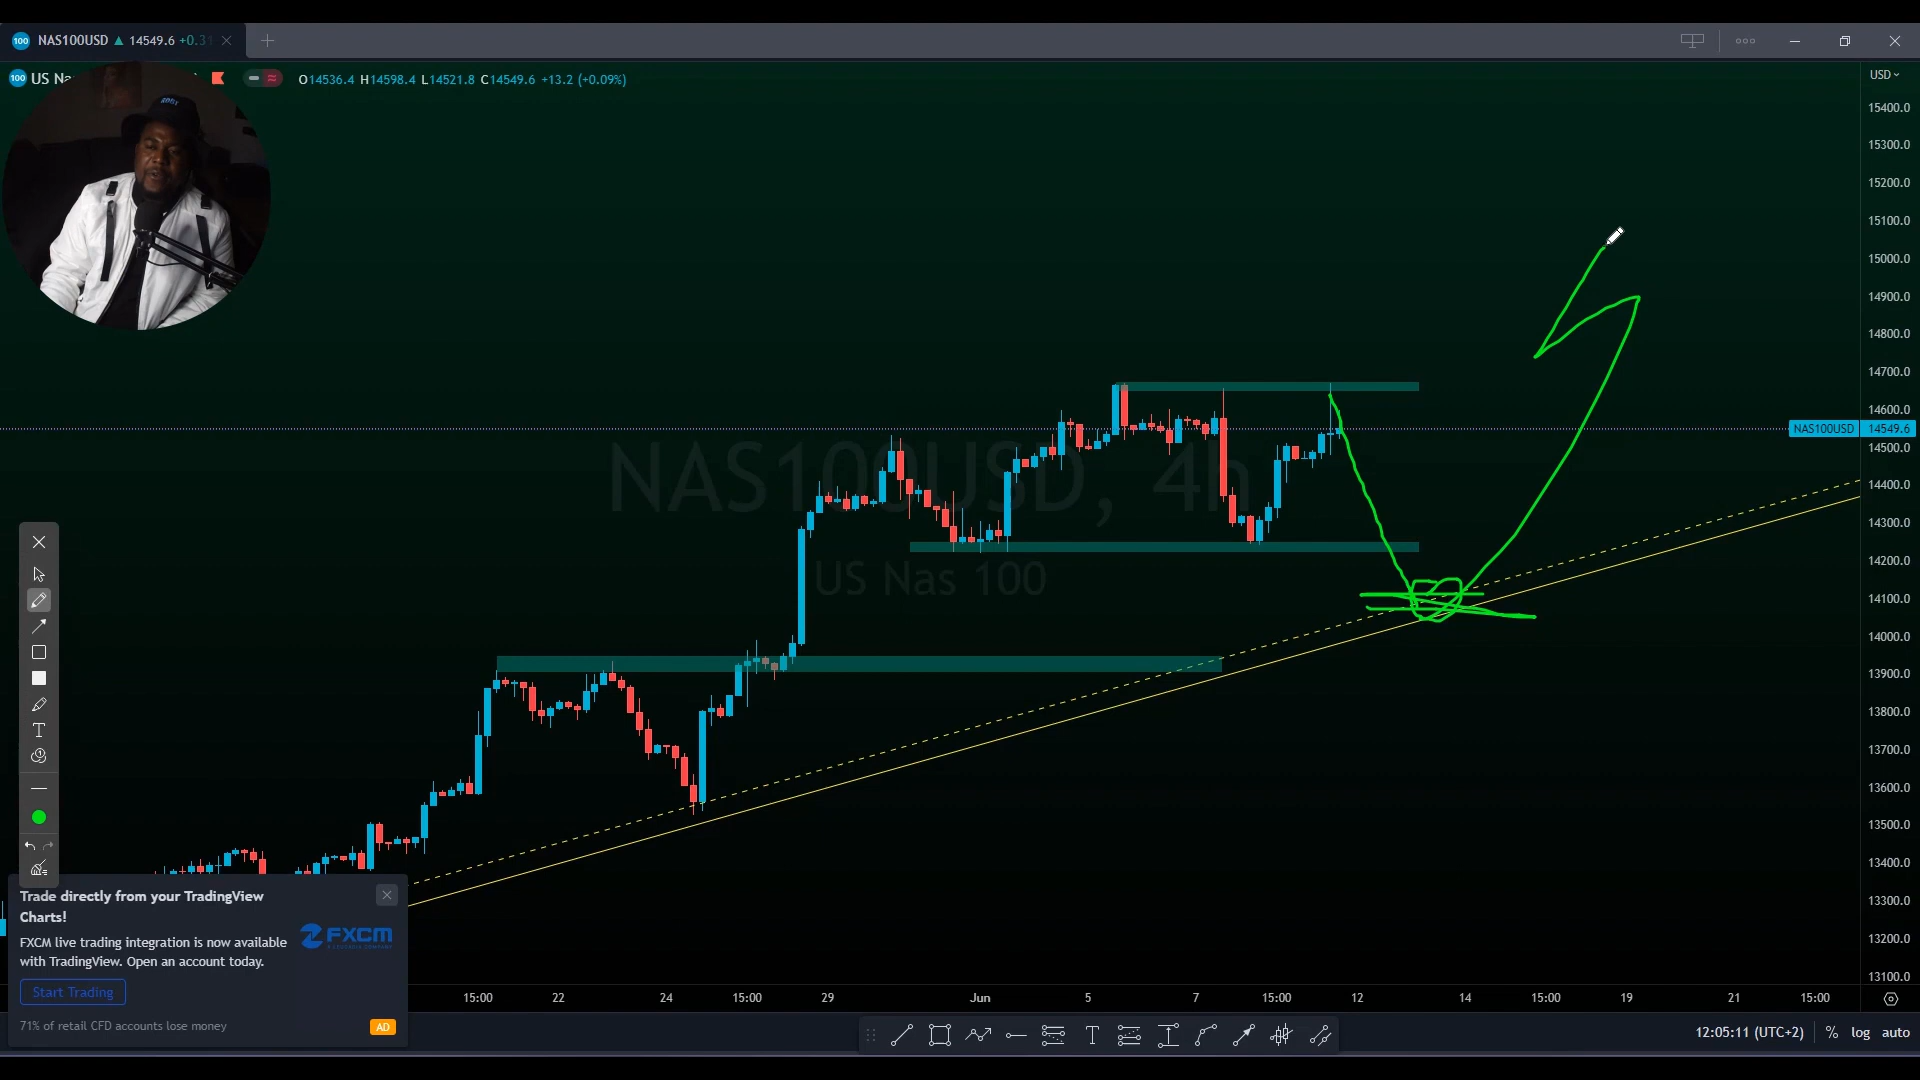 100 NAS100USD ▲ 14549.6 +0.3
100 US Na
O14536.4 H14598.4 L14521.8 C14549.6 +13.2 (+0.09%)
USD
15400.0
15300.0
15200.0
15100.0
15000.0
14900.0
14800.0
14700.0
14600.0
NAS100USD 14549.6
14500.0
14400.0
14300.0
14200.0
14100.0
14000.0
13900.0
13800.0
13700.0
13600.0
13500.0
13400.0
13300.0
13200.0
13100.0
NAS100USD, 4h
US Nas 100
T
Trade directly from your TradingView
Charts!
FXCM live trading integration is now available
with TradingView. Open an account today.
FXCM
Start Trading
71% of retail CFD accounts lose money
AD
15:00 22 24 15:00 29 Jun 5 7 15:00 12 14 15:00 19 21 15:00
T
12:05:11 (UTC+2) % log auto